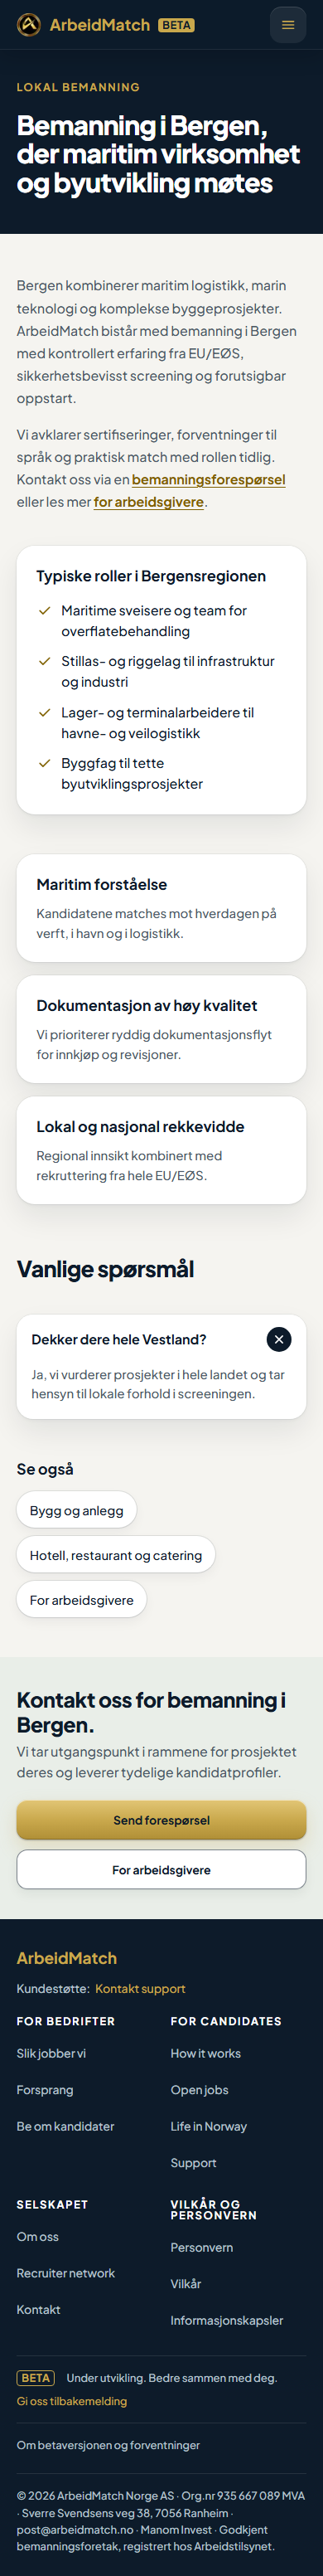 ArbeidMatch BETA
LOKAL BEMANNING
Bemanning i Bergen,
der maritim virksomhet
og byutvikling møtes
Bergen kombinerer maritim logistikk, marin
teknologi og komplekse byggeprosjekter.
ArbeidMatch bistår med bemanning i Bergen
med kontrollert erfaring fra EU/EØS,
sikkerhetsbevisst screening og forutsigbar
oppstart.
Vi avklarer sertifiseringer, forventninger til
språk og praktisk match med rollen tidlig.
Kontakt oss via en bemanningsforespørsel
eller les mer for arbeidsgivere.
Typiske roller i Bergensregionen
Maritime sveisere og team for
overflatebehandling
Stillas- og riggelag til infrastruktur
og industri
Lager- og terminalarbeidere til
havne- og veilogistikk
Byggfag til tette
byutviklingsprosjekter
Maritim forståelse
Kandidatene matches mot hverdagen på
verft, i havn og i logistikk.
Dokumentasjon av høy kvalitet
Vi prioriterer ryddig dokumentasjonsflyt
for innkjøp og revisjoner.
Lokal og nasjonal rekkevidde
Regional innsikt kombinert med
rekruttering fra hele EU/EØS.
Vanlige spørsmål
Dekker dere hele Vestland?
Ja, vi vurderer prosjekter i hele landet og tar
hensyn til lokale forhold i screeningen.
Se også
Bygg og anlegg
Hotell, restaurant og catering
For arbeidsgivere
Kontakt oss for bemanning i
Bergen.
Vi tar utgangspunkt i rammene for prosjektet
deres og leverer tydelige kandidatprofiler.
Send forespørsel
For arbeidsgivere
ArbeidMatch
Kundestøtte: Kontakt support
FOR BEDRIFTER
Slik jobber vi
Forsprang
Be om kandidater
FOR CANDIDATES
How it works
Open jobs
Life in Norway
Support
SELSKAPET
Om oss
Recruiter network
Kontakt
VILKÅR OG
PERSONVERN
Personvern
Vilkår
Informasjonskapsler
BETA Under utvikling. Bedre sammen med deg.
Gi oss tilbakemelding
Om betaversjonen og forventninger
© 2026 ArbeidMatch Norge AS · Org.nr 935 667 089 MVA
· Sverre Svendsens veg 38, 7056 Ranheim ·
post@arbeidmatch.no · Manom Invest · Godkjent
bemanningsforetak, registrert hos Arbeidstilsynet.